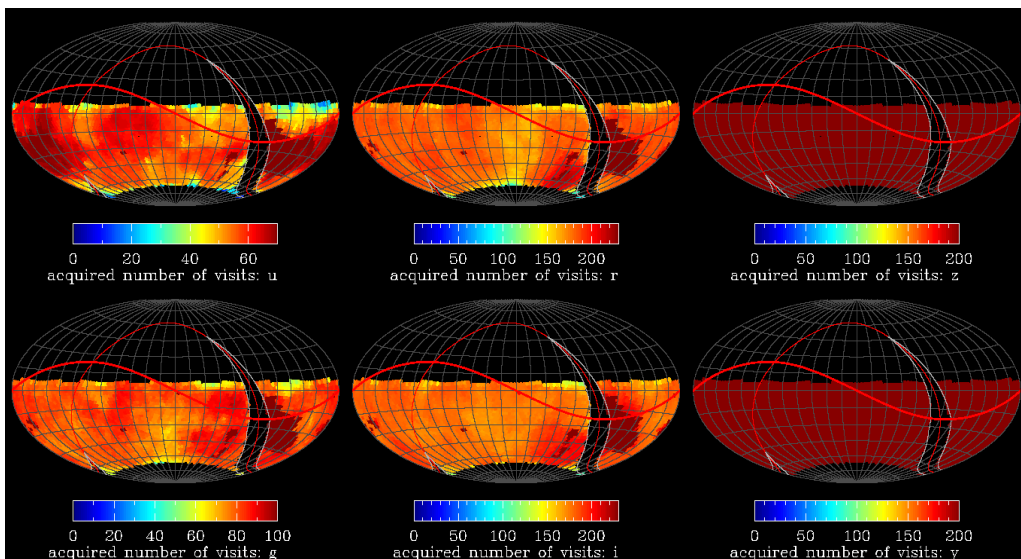 0 20 40 60
acquired number of visits: u
0 50 100 150 200
acquired number of visits: r
0 50 100 150 200
acquired number of visits: z
0 20 40 60 80 100
acquired number of visits: g
0 50 100 150 200
acquired number of visits: i
0 50 100 150 200
acquired number of visits: y